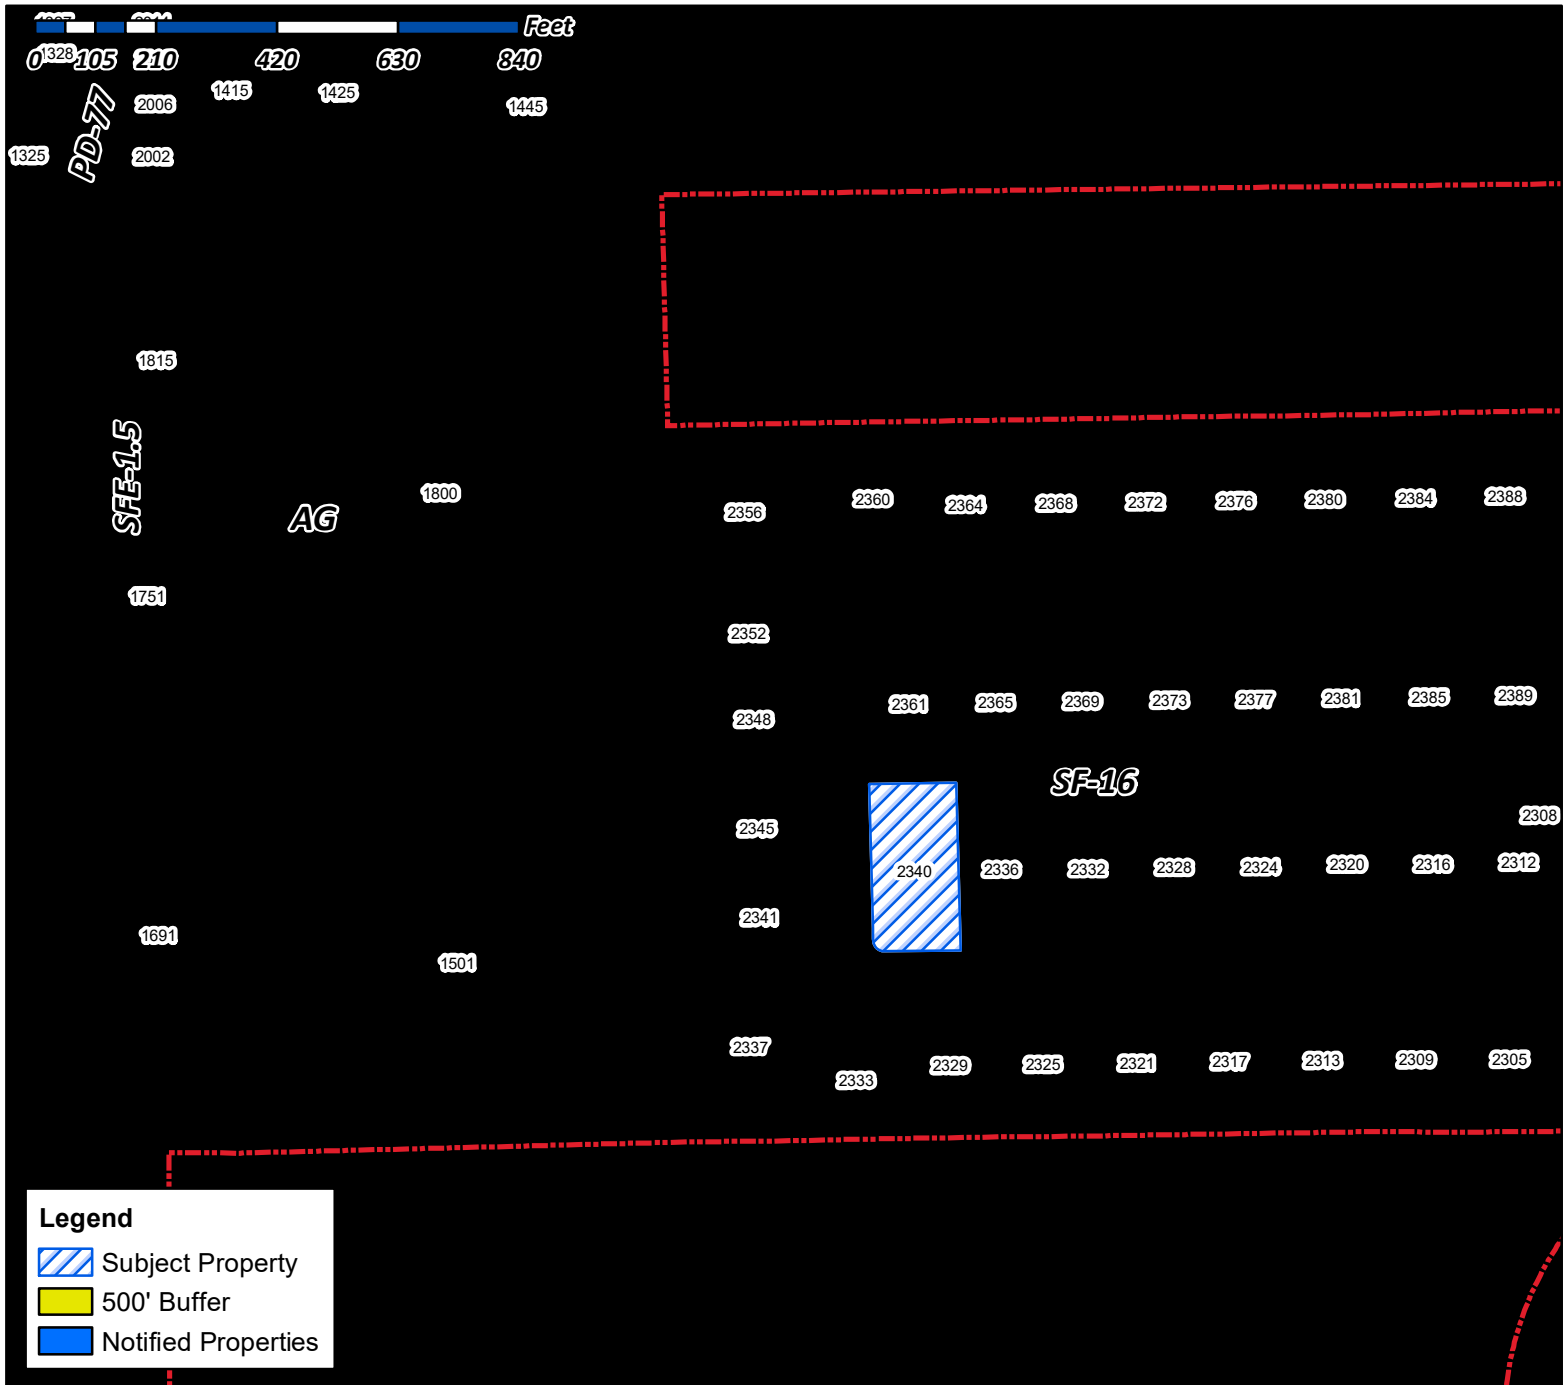 Feet
0 105 210 420 630 840
1328
PD-77
2006 1415 1425 1445
1325 2002
1815
SFE-1.5
AG
1800
2356 2360 2364 2368 2372 2376 2380 2384 2388
1751
2352
2348 2361 2365 2369 2373 2377 2381 2385 2389
SF-16
2345 2308
2340 2336 2332 2328 2324 2320 2316 2312
2341
1691 1501
2337
2333 2329 2325 2321 2317 2313 2309 2305
Legend
Subject Property
500' Buffer
Notified Properties